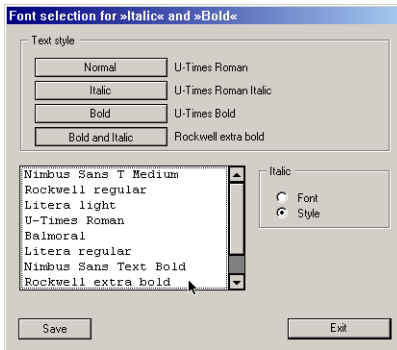 Font selection for »Italic« and »Bold«
Text style
Normal U-Times Roman
Italic U-Times Roman Italic
Bold U-Times Bold
Bold and Italic Rockwell extra bold
Nimbus Sans T Medium
Rockwell regular
Litera light
U-Times Roman
Balmoral
Litera regular
Nimbus Sans Text Bold
Rockwell extra bold
Italic
Font
Style
Save Exit